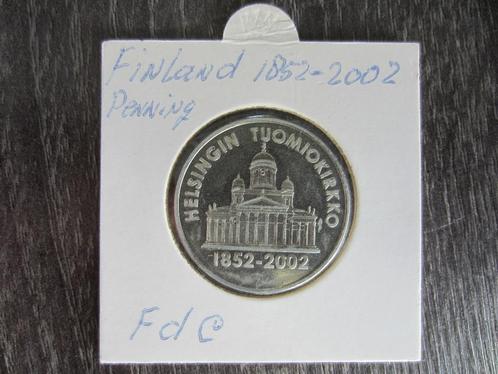 Finland 1852-2002
Penning
HELSINGIN TUOMIOKIRKKO
1852-2002
FdC